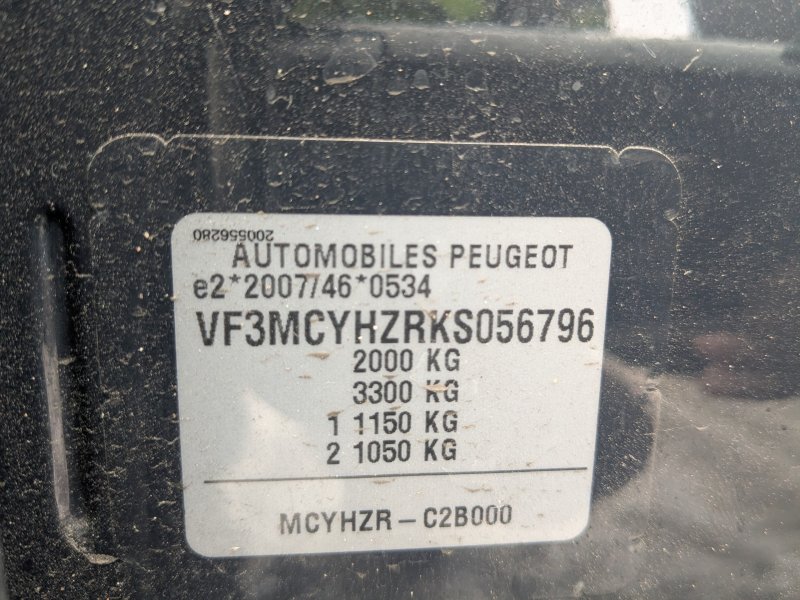 200556280
AUTOMOBILES PEUGEOT
e2*2007/46*0534
VF3MCYHZRKS056796
2000 KG
3300 KG
1 1150 KG
2 1050 KG
MCYHZR - C2B000